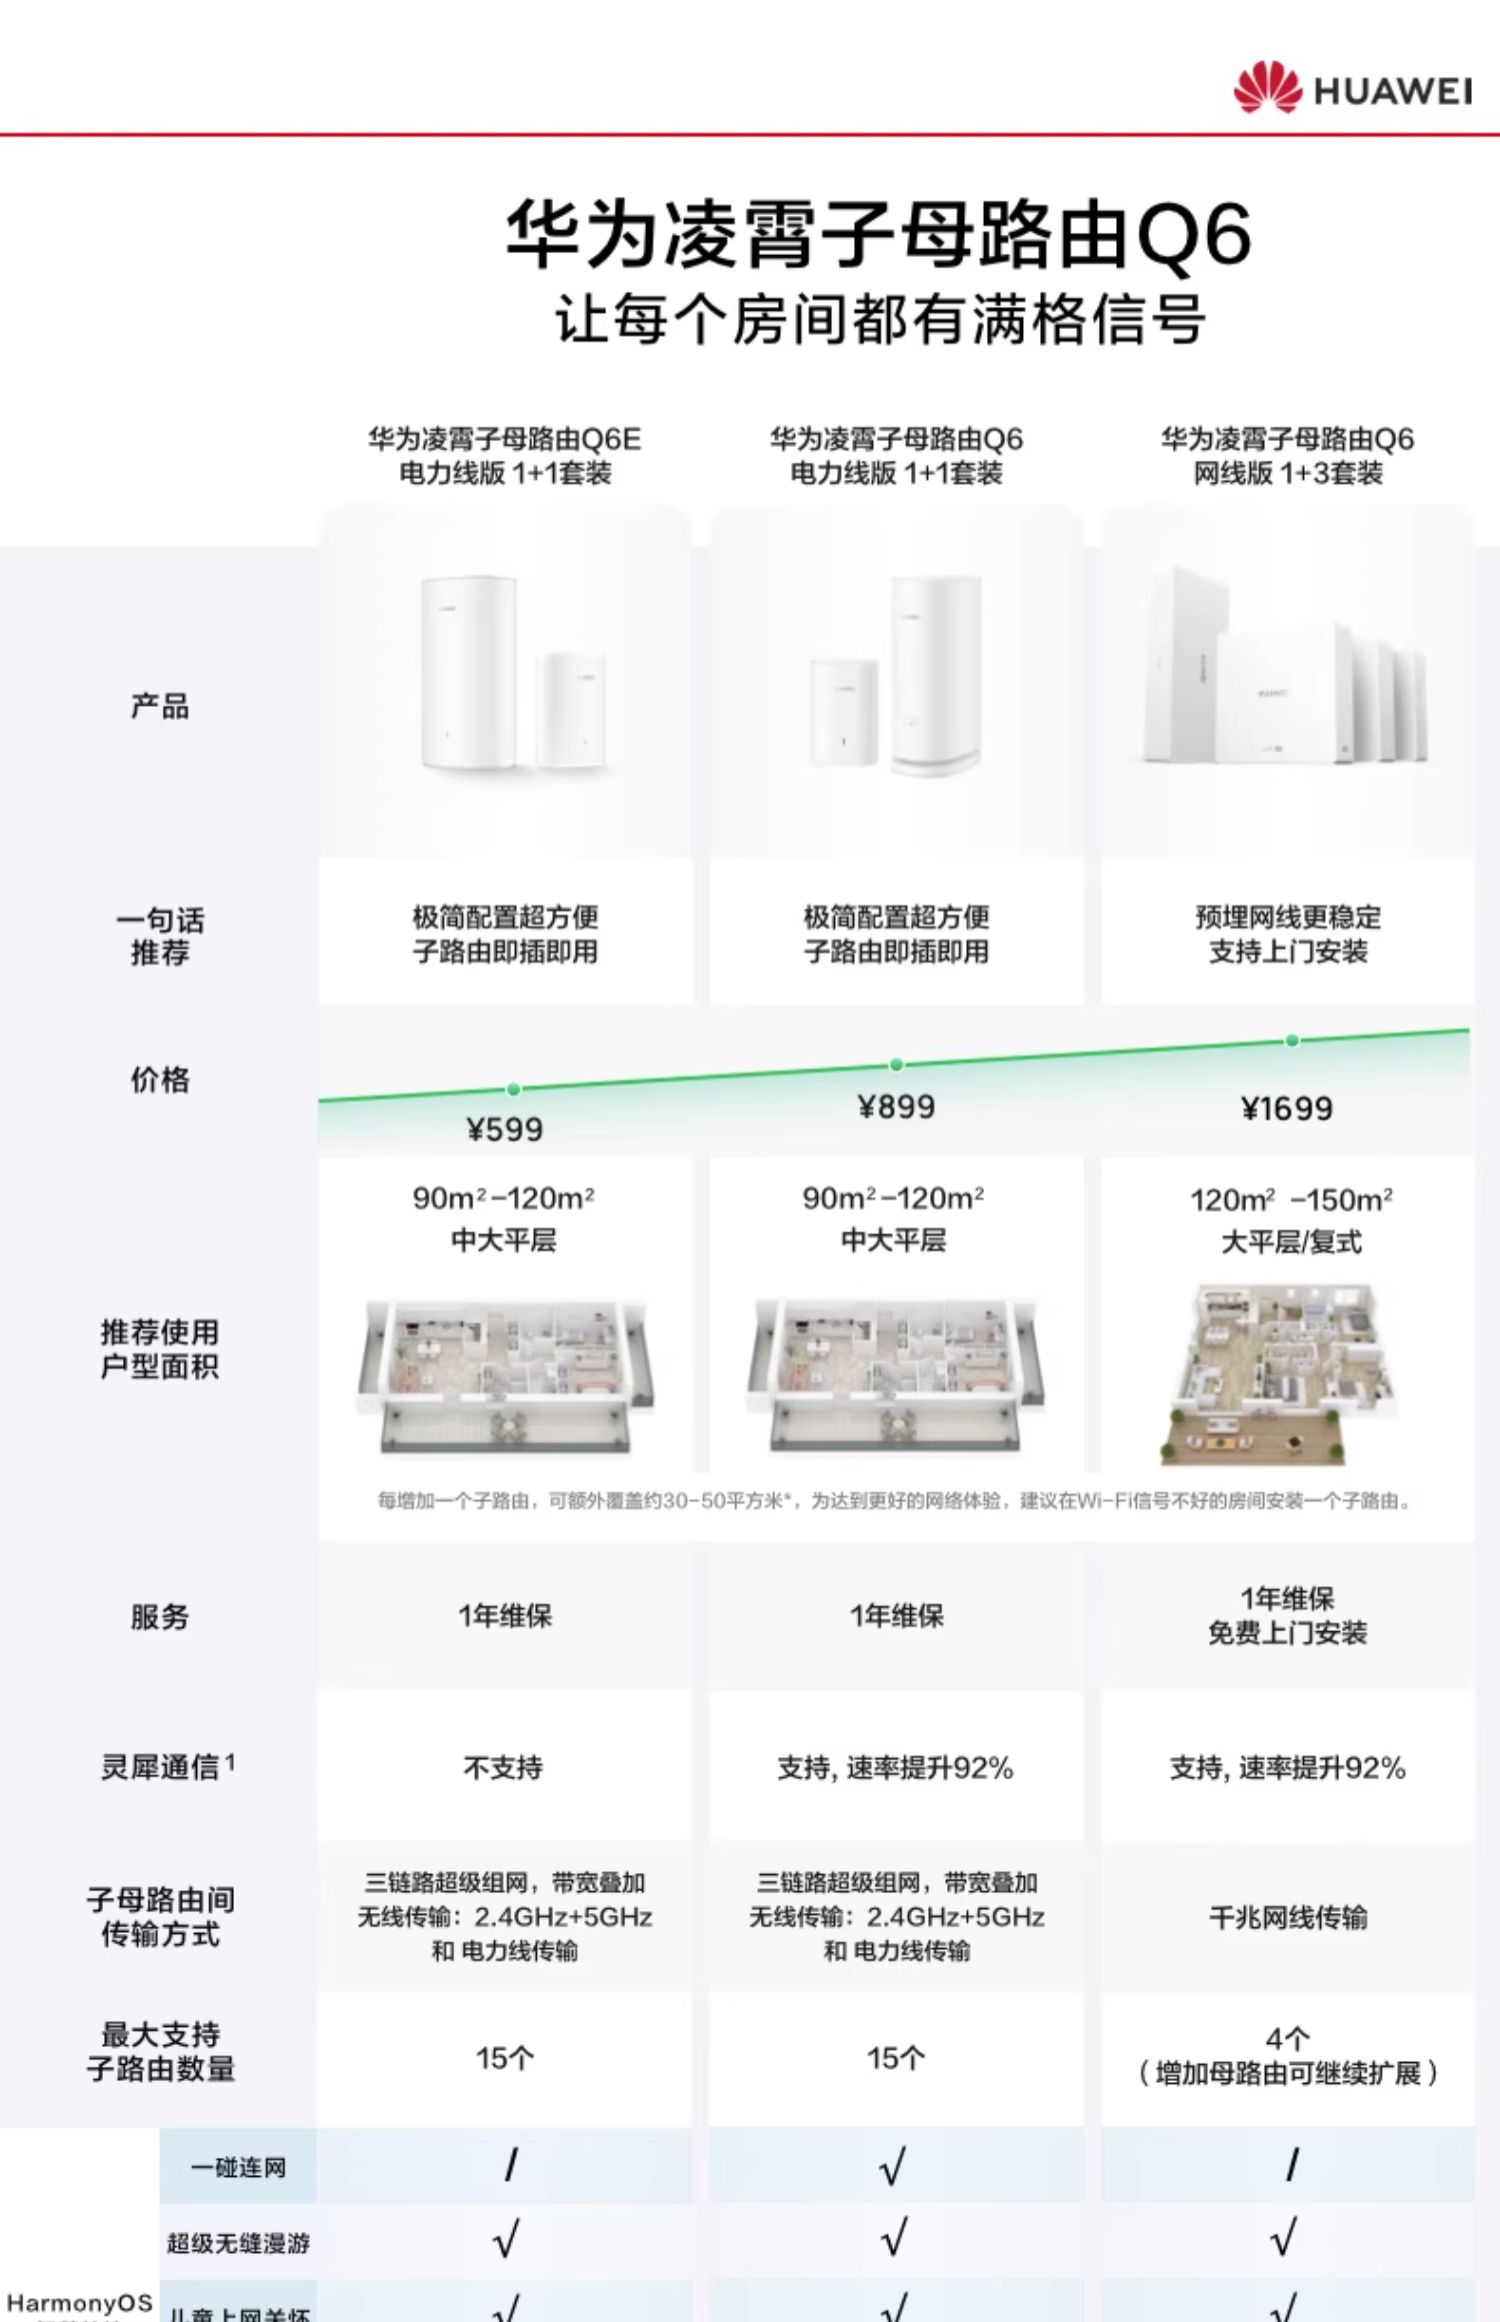 HUAWEI
华为凌霄子母路由Q6
让每个房间都有满格信号
华为凌霄子母路由Q6E
电力线版 1+1套装
华为凌霄子母路由Q6
电力线版 1+1套装
华为凌霄子母路由Q6
网线版 1+3套装
产品
HUAWEI
一句话
推荐
极简配置超方便
子路由即插即用
极简配置超方便
子路由即插即用
预埋网线更稳定
支持上门安装
价格
¥599
¥899
¥1699
推荐使用
户型面积
90m²-120m²
中大平层
90m²-120m²
中大平层
120m² -150m²
大平层/复式
每增加一个子路由，可额外覆盖约30-50平方米*，为达到更好的网络体验，建议在Wi-Fi信号不好的房间安装一个子路由。
服务
1年维保
1年维保
1年维保
免费上门安装
灵犀通信¹
不支持
支持, 速率提升92%
支持, 速率提升92%
子母路由间
传输方式
三链路超级组网，带宽叠加
无线传输：2.4GHz+5GHz
和 电力线传输
三链路超级组网，带宽叠加
无线传输：2.4GHz+5GHz
和 电力线传输
千兆网线传输
最大支持
子路由数量
15个
15个
4个
（增加母路由可继续扩展）
一碰连网
/
√
/
超级无缝漫游
√
√
√
HarmonyOS
儿童上网关怀
√
√
√